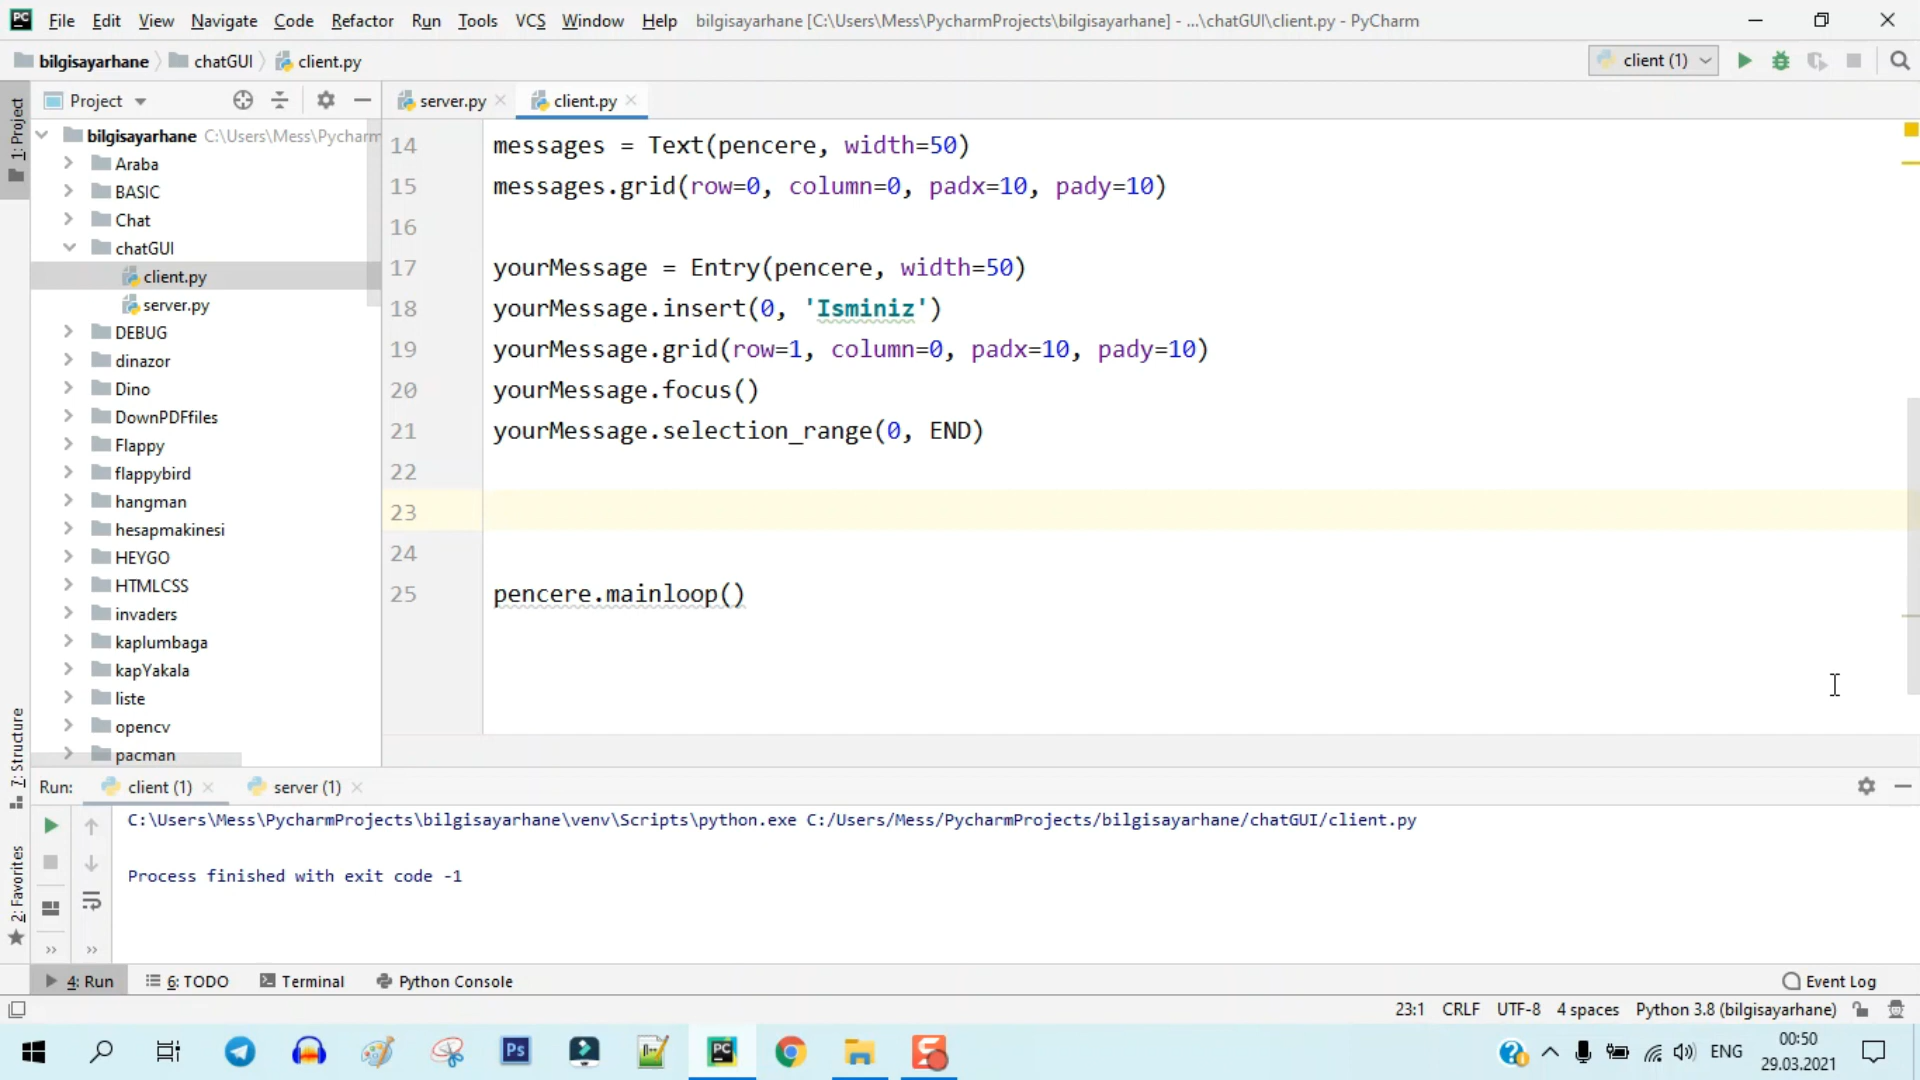 PC File Edit View Navigate Code Refactor Run Tools VCS Window Help bilgisayarhane [C:\Users\Mess\PycharmProjects\bilgisayarhane] - ...\chatGUI\client.py - PyCharm
bilgisayarhane chatGUI client.py client (1)
1: Project
Project
server.py client.py
bilgisayarhane C:\Users\Mess\Pycharm
Araba
BASIC
Chat
chatGUI
client.py
server.py
DEBUG
dinazor
Dino
DownPDFfiles
Flappy
flappybird
hangman
hesapmakinesi
HEYGO
HTMLCSS
invaders
kaplumbaga
kapYakala
liste
opencv
pacman
14 messages = Text(pencere, width=50)
15 messages.grid(row=0, column=0, padx=10, pady=10)
16
17 yourMessage = Entry(pencere, width=50)
18 yourMessage.insert(0, 'Isminiz')
19 yourMessage.grid(row=1, column=0, padx=10, pady=10)
20 yourMessage.focus()
21 yourMessage.selection_range(0, END)
22
23
24
25 pencere.mainloop()
7: Structure
2: Favorites
Run: client (1) server (1)
C:\Users\Mess\PycharmProjects\bilgisayarhane\venv\Scripts\python.exe C:/Users/Mess/PycharmProjects/bilgisayarhane/chatGUI/client.py
Process finished with exit code -1
4: Run 6: TODO Terminal Python Console Event Log
23:1 CRLF UTF-8 4 spaces Python 3.8 (bilgisayarhane)
Ps PC ENG 00:50
29.03.2021